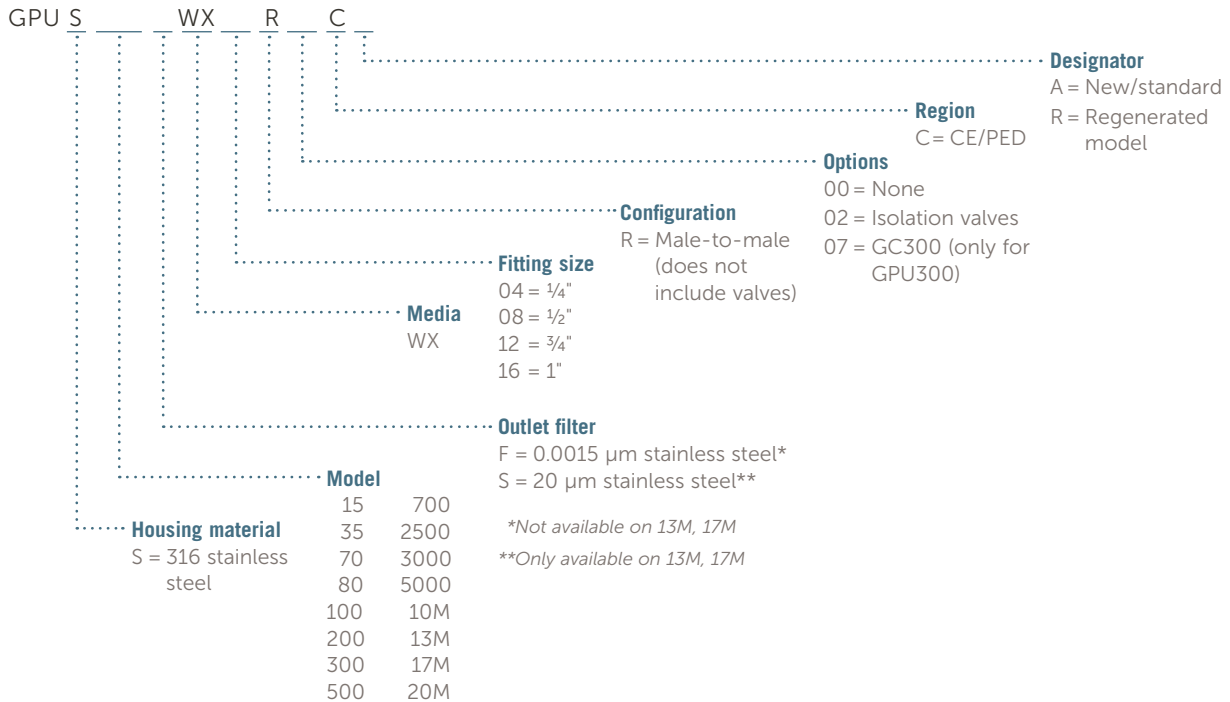 GPU S WX R C
Designator
A = New/standard
R = Regenerated
model
Region
C= CE/PED
Options
00 = None
02 = Isolation valves
07 = GC300 (only for
GPU300)
Configuration
R = Male-to-male
(does not
include valves)
Fitting size
04 = ¼"
08 = ½"
12 = ¾"
16 = 1"
Media
WX
Outlet filter
F = 0.0015 µm stainless steel*
S = 20 µm stainless steel**
*Not available on 13M, 17M
**Only available on 13M, 17M
Model
15 700
35 2500
70 3000
80 5000
100 10M
200 13M
300 17M
500 20M
Housing material
S = 316 stainless
steel